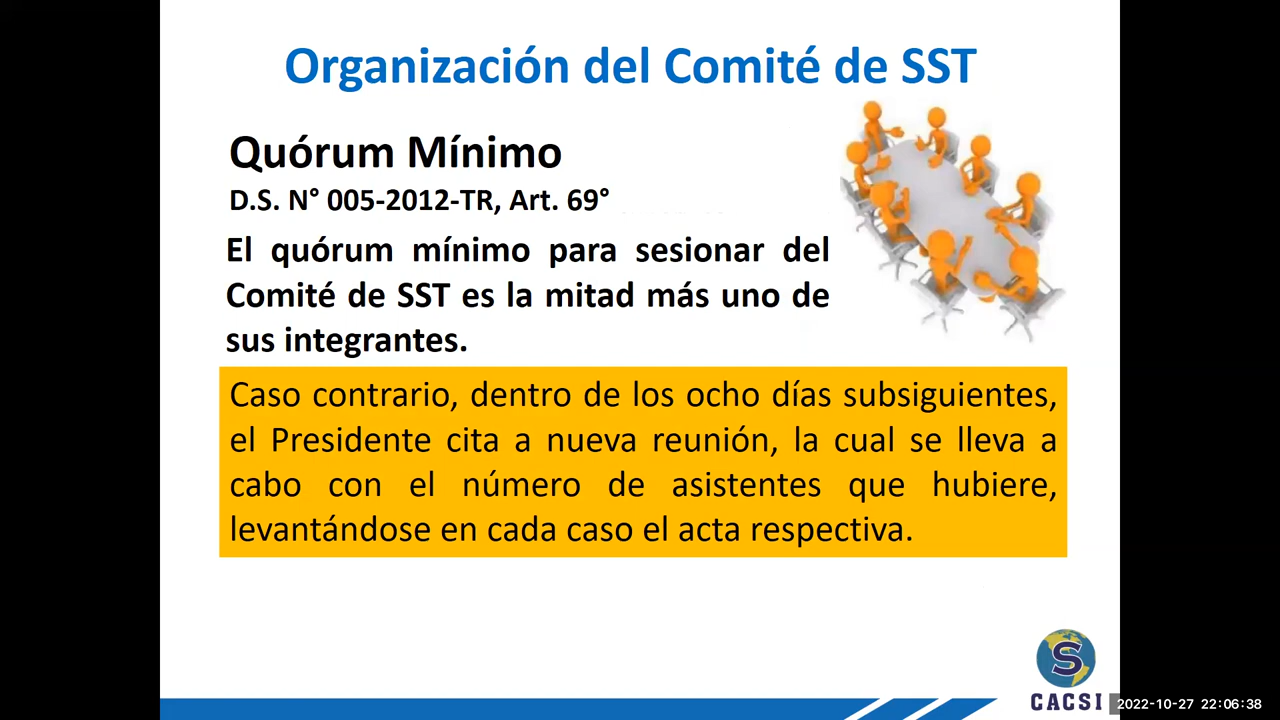 Organización del Comité de SST
Quórum Mínimo
D.S. N° 005-2012-TR, Art. 69°
El quórum mínimo para sesionar del
Comité de SST es la mitad más uno de
sus integrantes.
Caso contrario, dentro de los ocho días subsiguientes,
el Presidente cita a nueva reunión, la cual se lleva a
cabo con el número de asistentes que hubiere,
levantándose en cada caso el acta respectiva.
S
CACSI
2022-10-27 22:06:38